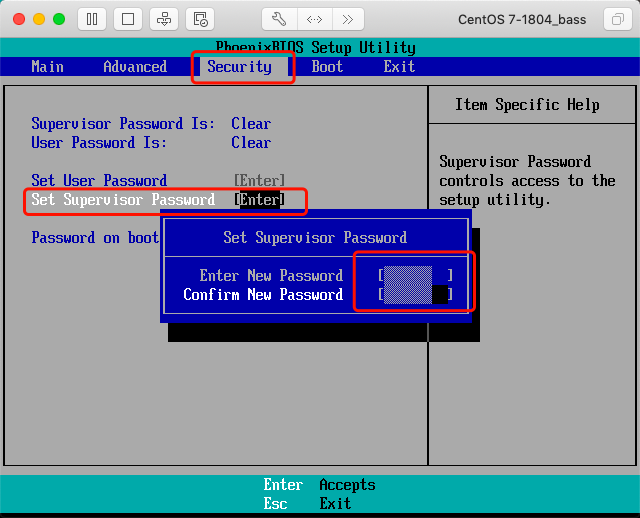 CentOS 7-1804_bass
PhoenixBIOS Setup Utility
Main Advanced Security Boot Exit
Item Specific Help
Supervisor Password Is: Clear
User Password Is: Clear
Supervisor Password
controls access to the
setup utility.
Set User Password [Enter]
Set Supervisor Password [Enter]
Password on boot
Set Supervisor Password
Enter New Password [ ]
Confirm New Password [ ]
Enter Accepts
Esc Exit